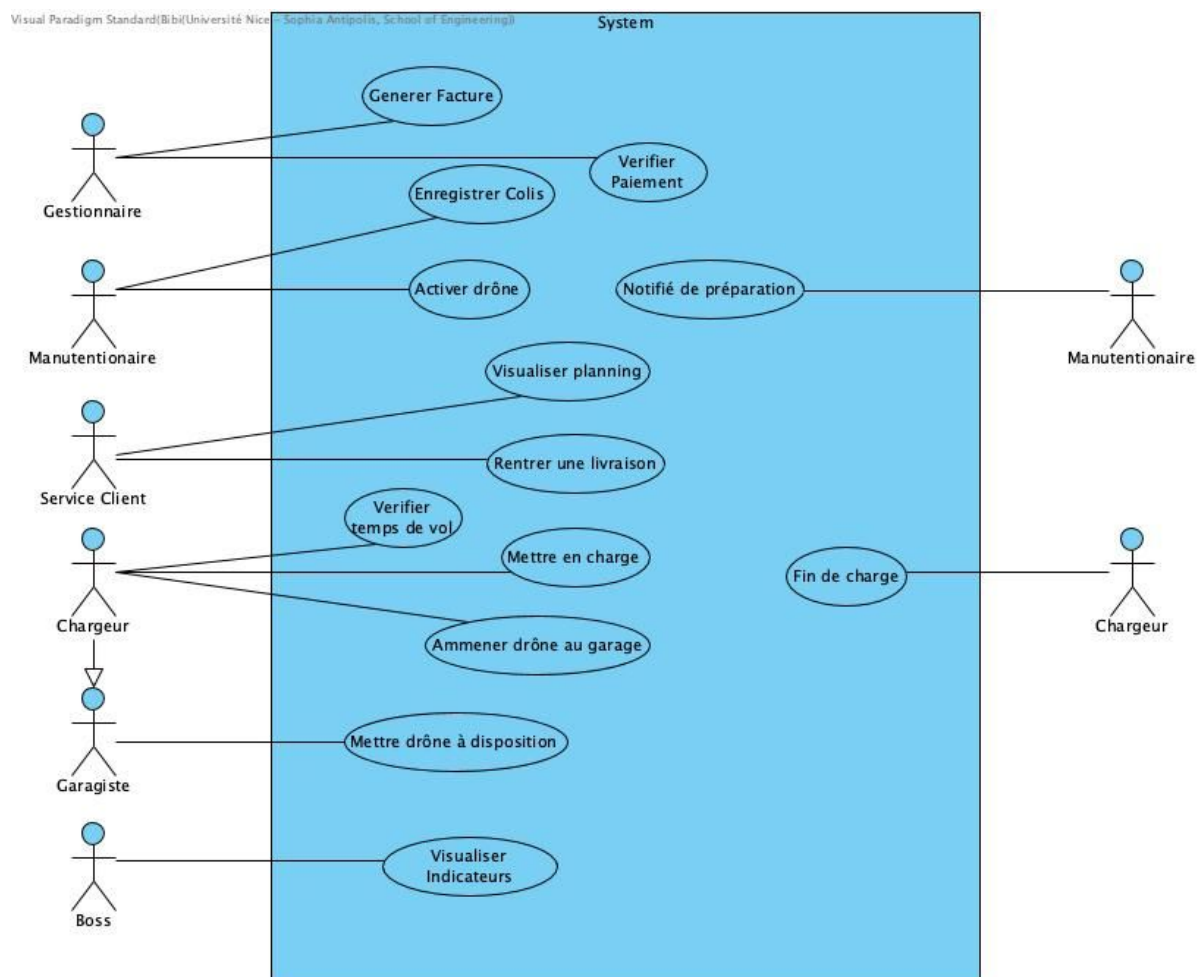 Visual Paradigm Standard(Bibi(Université Nice - Sophia Antipolis, School of Engineering))
System
Generer Facture
Verifier
Paiement
Gestionnaire
Enregistrer Colis
Activer drône
Notifié de préparation
Manutentionaire
Manutentionaire
Visualiser planning
Rentrer une livraison
Service Client
Verifier
temps de vol
Mettre en charge
Fin de charge
Chargeur
Chargeur
Ammener drône au garage
Mettre drône à disposition
Garagiste
Visualiser
Indicateurs
Boss